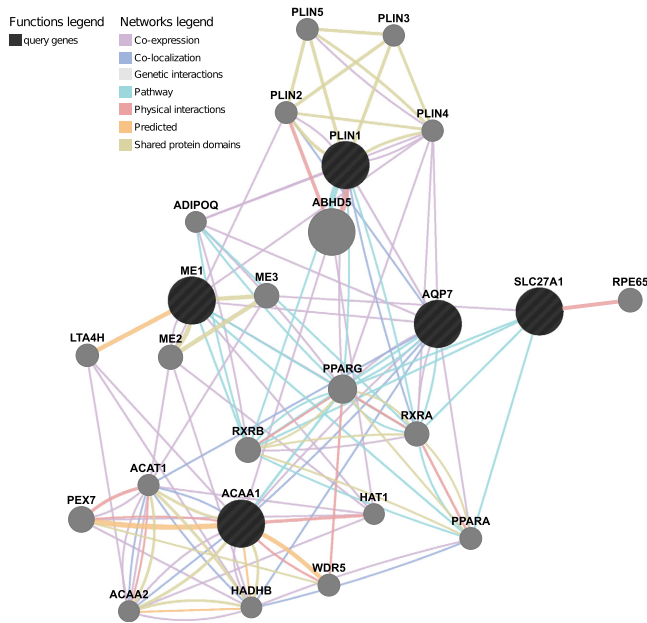 Functions legend
query genes
Networks legend
Co-expression
Co-localization
Genetic interactions
Pathway
Physical interactions
Predicted
Shared protein domains
PLIN5
PLIN3
PLIN2
PLIN4
PLIN1
ADIPOQ
ABHD5
ME1
ME3
SLC27A1
RPE65
AQP7
LTA4H
ME2
PPARG
RXRB
RXRA
ACAT1
PEX7
ACAA1
HAT1
PPARA
WDR5
ACAA2
HADHB